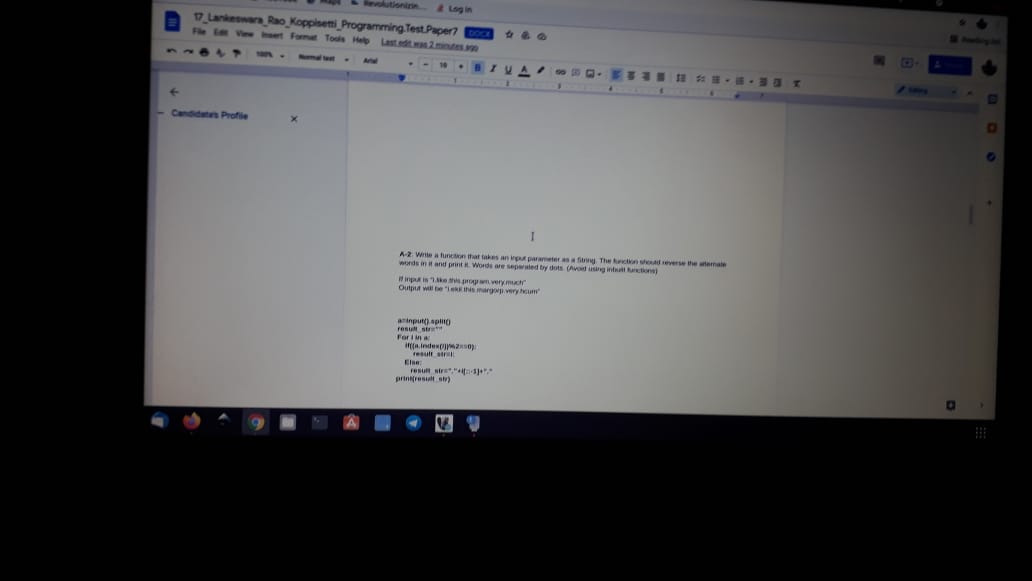 Maps Revolutionizin... Log in
17_Lankeswara_Rao_Koppisetti_Programming.Test.Paper7 DOCX
File Edit View Insert Format Tools Help Last edit was 2 minutes ago
100% Normal text Arial 10 B I U A
Editing
Candidate's Profile
A-2. Write a function that takes an input parameter as a String. The function should reverse the alternate
words in it and print it. Words are separated by dots. (Avoid using inbuilt functions)
If input is "i.like.this.program.very.much"
Output will be "i.ekil.this.margorp.very.hcum"
a=input().split()
result_str=""
For i in a:
if((a.index(i))%2==0):
result_str=i;
Else:
result_str="."+i[::-1]+"."
print(result_str)